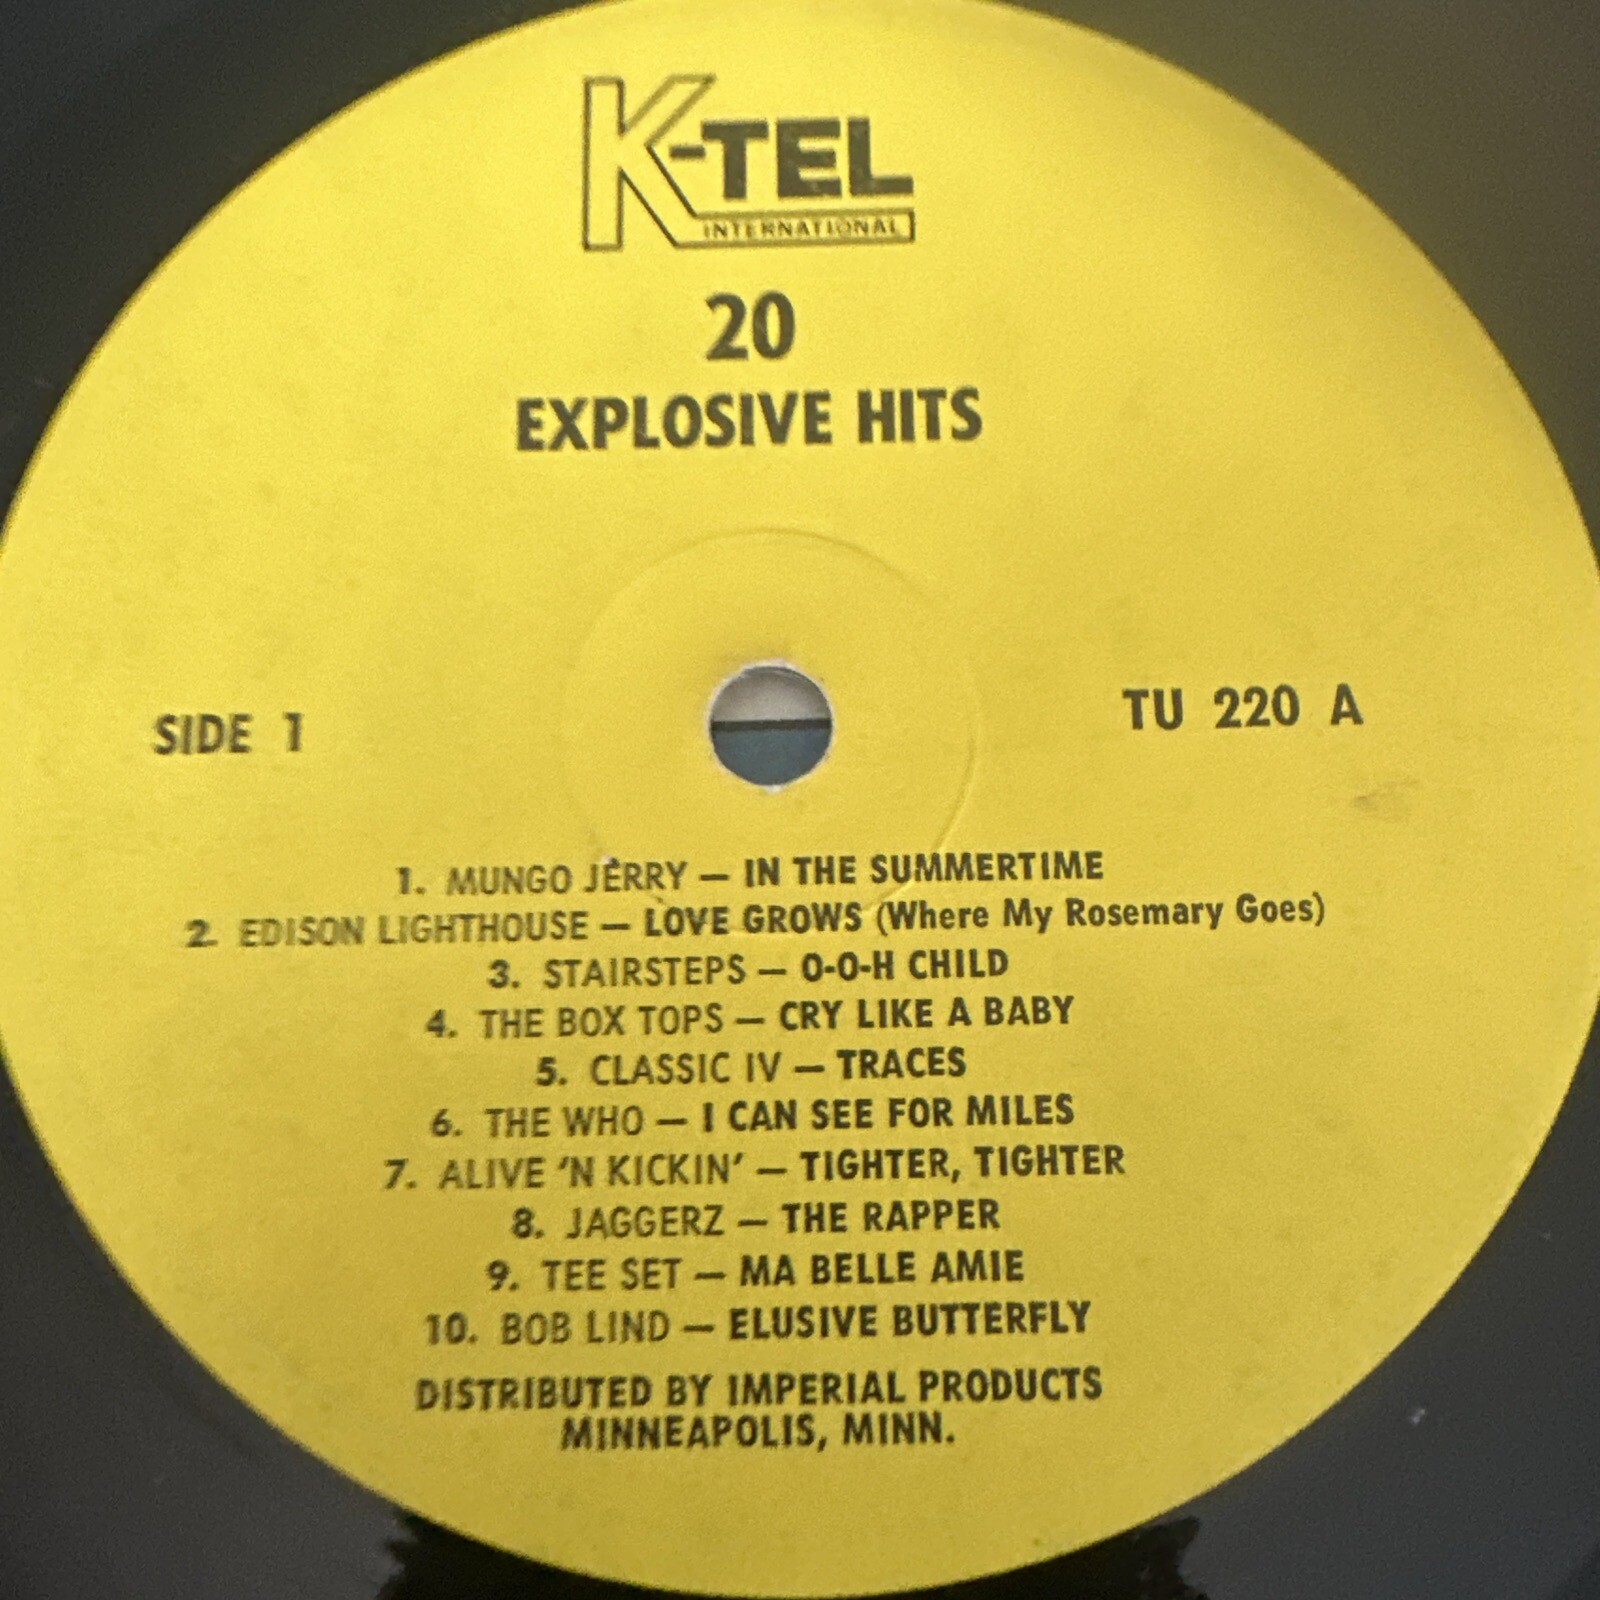 K-TEL
INTERNATIONAL
20
EXPLOSIVE HITS
SIDE 1
TU 220 A
1. MUNGO JERRY — IN THE SUMMERTIME
2. EDISON LIGHTHOUSE — LOVE GROWS (Where My Rosemary Goes)
3. STAIRSTEPS — O-O-H CHILD
4. THE BOX TOPS — CRY LIKE A BABY
5. CLASSIC IV — TRACES
6. THE WHO — I CAN SEE FOR MILES
7. ALIVE 'N KICKIN' — TIGHTER, TIGHTER
8. JAGGERZ — THE RAPPER
9. TEE SET — MA BELLE AMIE
10. BOB LIND — ELUSIVE BUTTERFLY
DISTRIBUTED BY IMPERIAL PRODUCTS
MINNEAPOLIS, MINN.